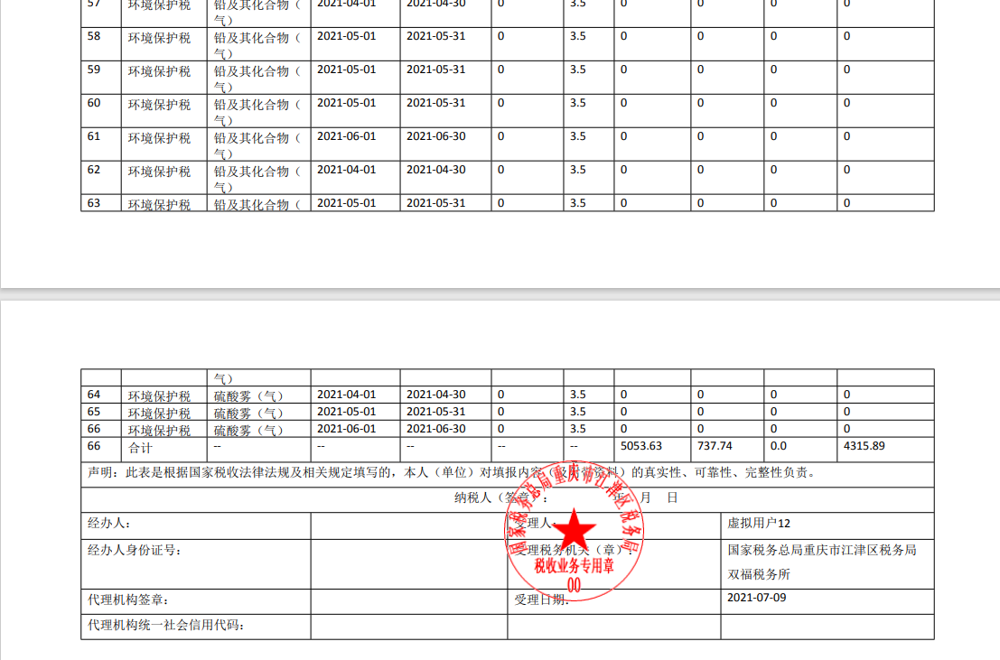 57 环境保护税 铅及其化合物（ 2021-04-01 2021-04-30 0 3.5 0 0 0 0
气）
58 环境保护税 铅及其化合物（ 2021-05-01 2021-05-31 0 3.5 0 0 0 0
气）
59 环境保护税 铅及其化合物（ 2021-05-01 2021-05-31 0 3.5 0 0 0 0
气）
60 环境保护税 铅及其化合物（ 2021-05-01 2021-05-31 0 3.5 0 0 0 0
气）
61 环境保护税 铅及其化合物（ 2021-06-01 2021-06-30 0 3.5 0 0 0 0
气）
62 环境保护税 铅及其化合物（ 2021-04-01 2021-04-30 0 3.5 0 0 0 0
气）
63 环境保护税 铅及其化合物（ 2021-05-01 2021-05-31 0 3.5 0 0 0 0
气）
64 环境保护税 硫酸雾（气） 2021-04-01 2021-04-30 0 3.5 0 0 0 0
65 环境保护税 硫酸雾（气） 2021-05-01 2021-05-31 0 3.5 0 0 0 0
66 环境保护税 硫酸雾（气） 2021-06-01 2021-06-30 0 3.5 0 0 0 0
66 合计 -- -- -- -- -- 5053.63 737.74 0.0 4315.89
声明：此表是根据国家税收法律法规及相关规定填写的，本人（单位）对填报内容（及附带资料）的真实性、可靠性、完整性负责。
纳税人（签章）： 年 月 日
经办人： 受理人： 虚拟用户12
经办人身份证号： 受理税务机关（章）： 国家税务总局重庆市江津区税务局
双福税务所
代理机构签章： 受理日期： 2021-07-09
代理机构统一社会信用代码：
国家税务总局重庆市江津区税务局
税收业务专用章
00